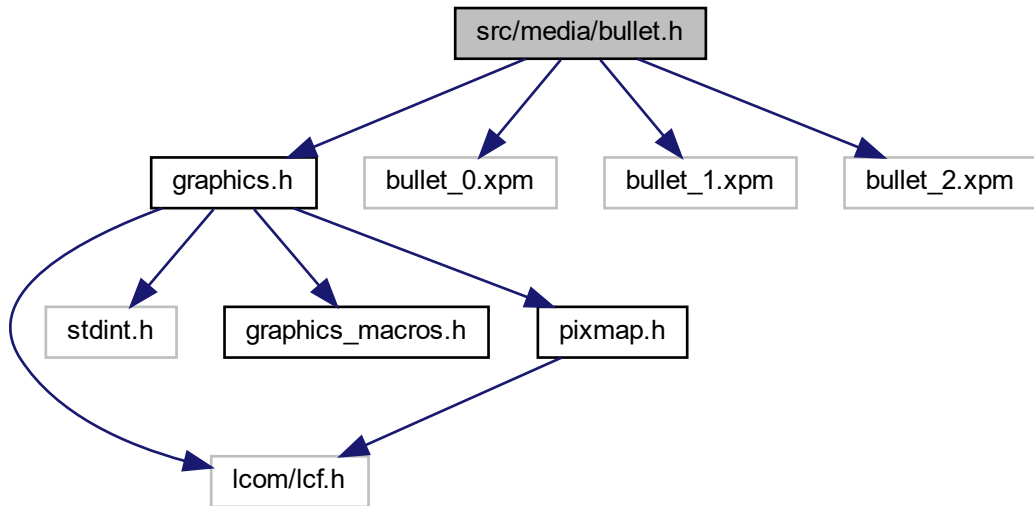 src/media/bullet.h
graphics.h
bullet_0.xpm
bullet_1.xpm
bullet_2.xpm
stdint.h
graphics_macros.h
pixmap.h
lcom/lcf.h